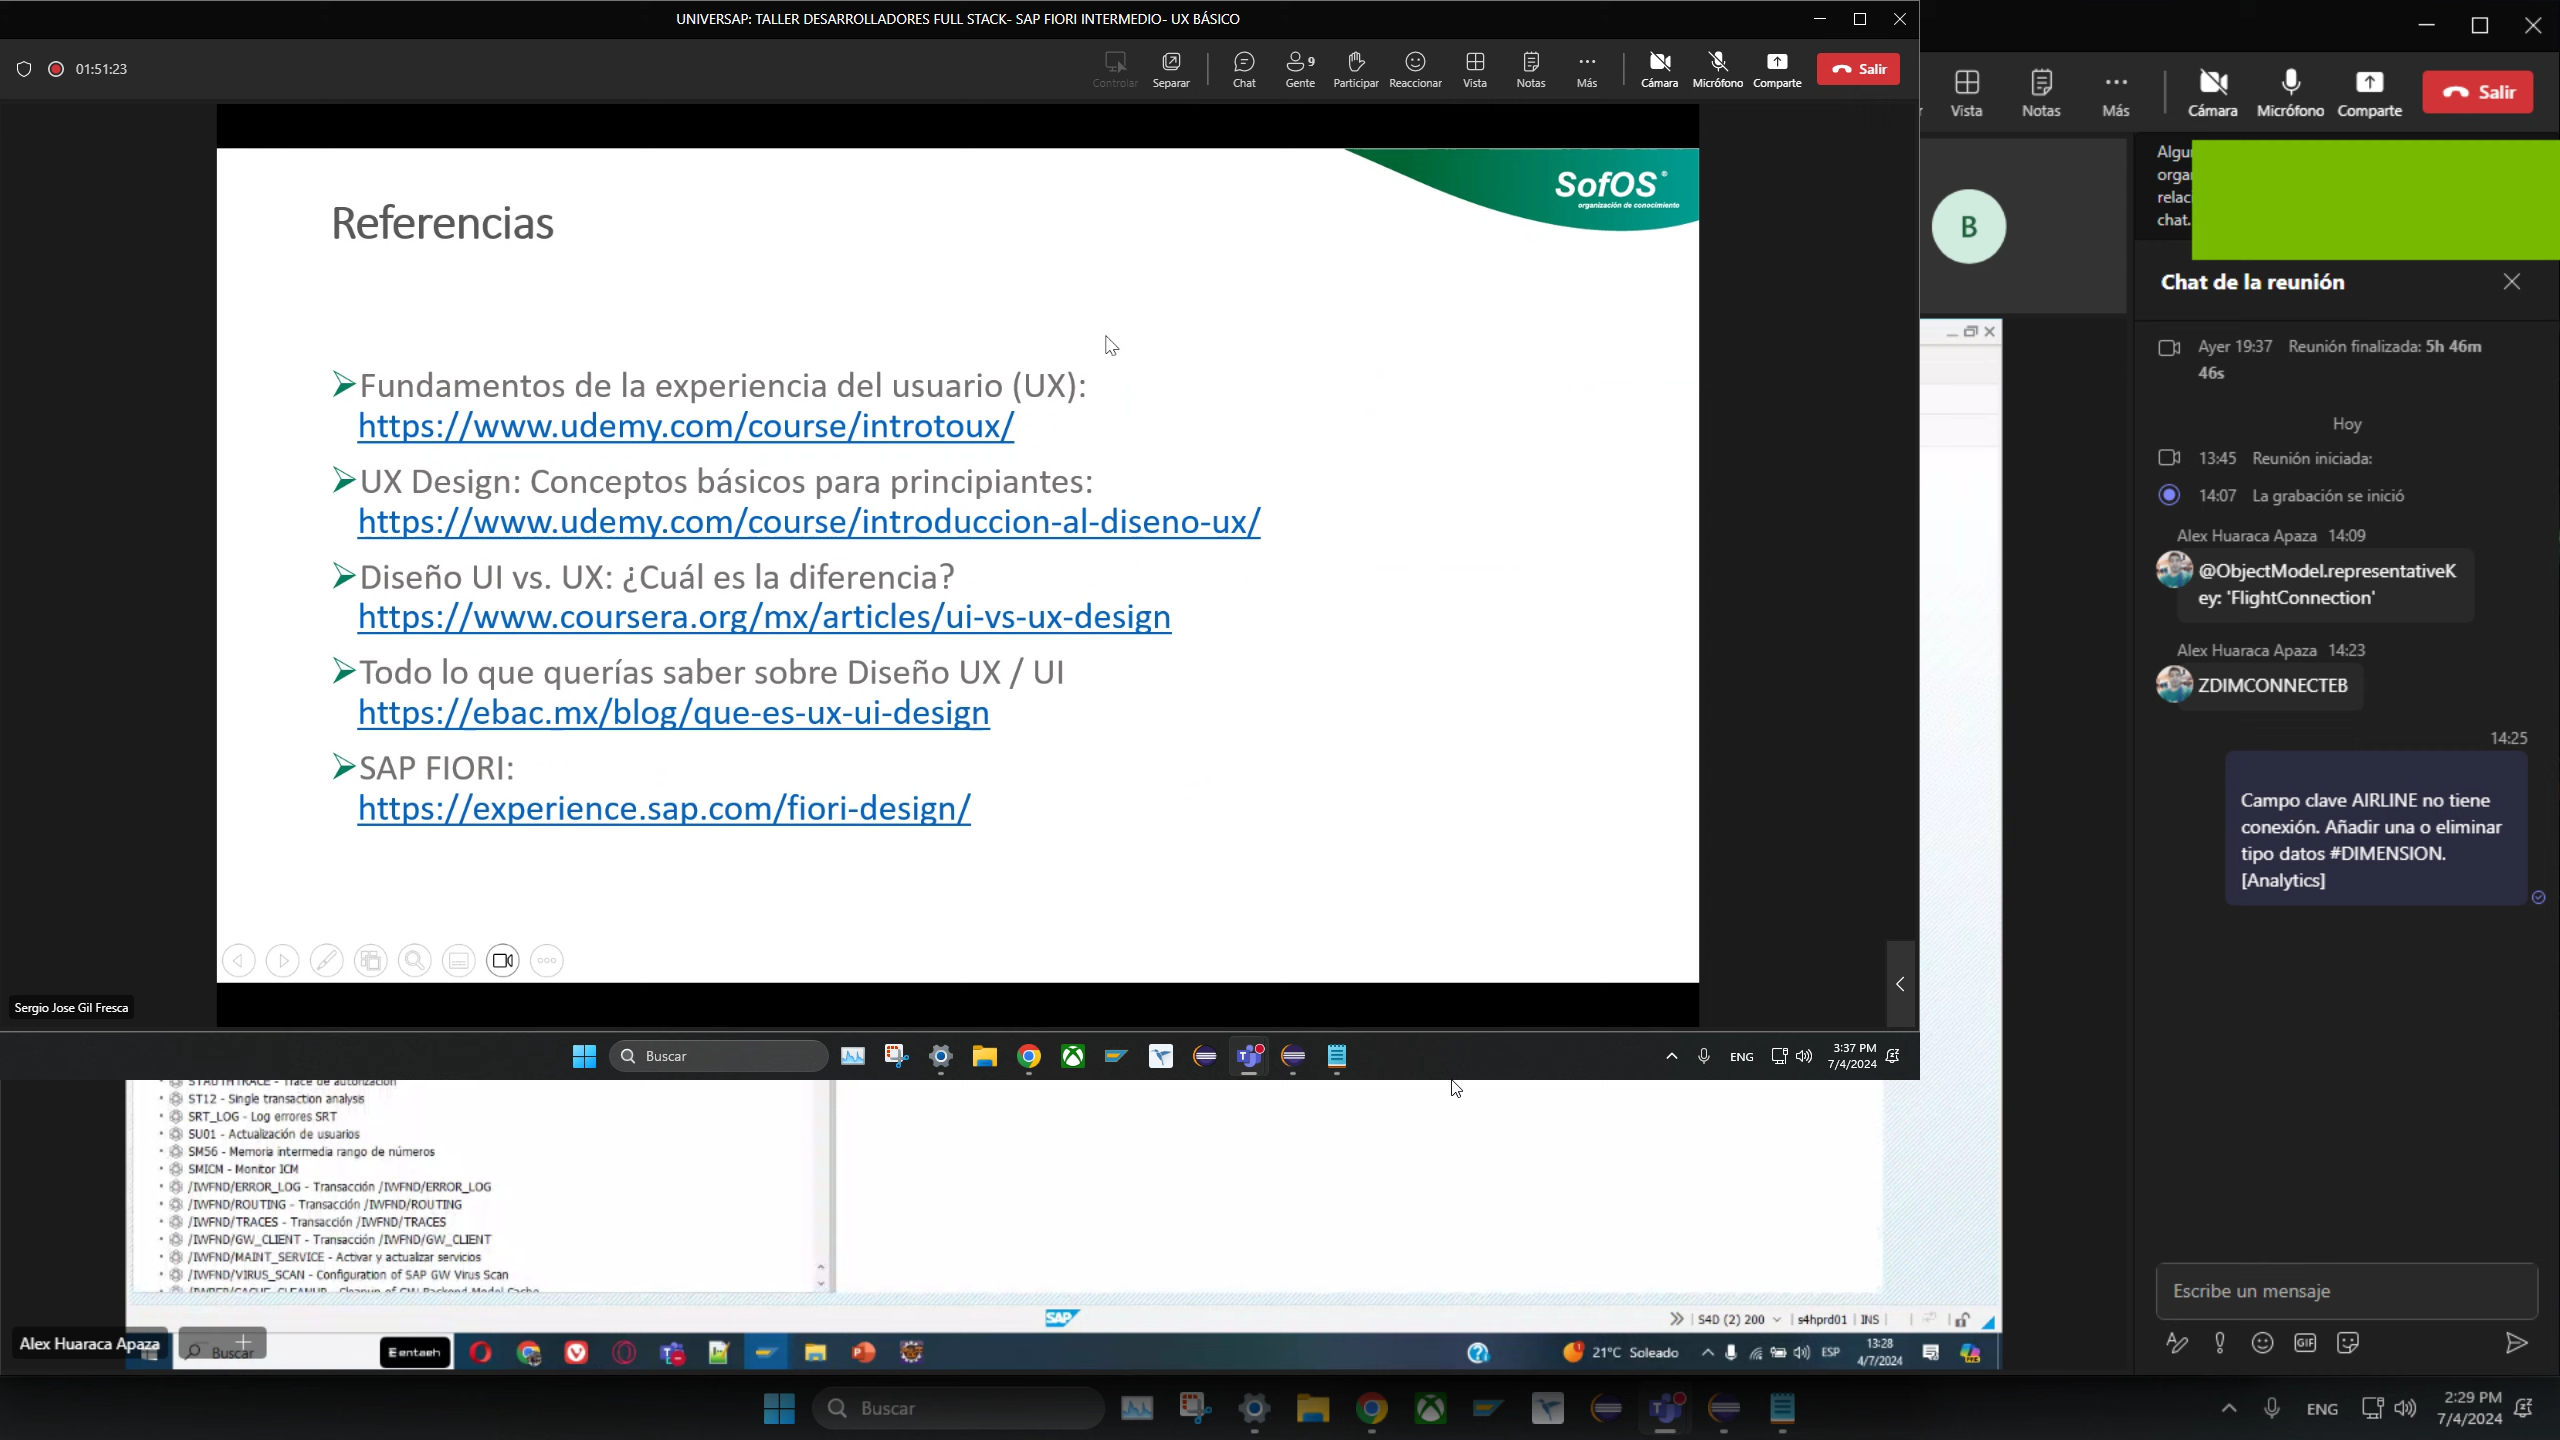 UNIVERSAP: TALLER DESARROLLADORES FULL STACK- SAP FIORI INTERMEDIO- UX BÁSICO
01:51:23
Controlar
Separar
Chat
Gente
9
Participar
Reaccionar
Vista
Notas
Más
Cámara
Micrófono
Comparte
Salir
SofOS®
organización de conocimiento
Referencias
Fundamentos de la experiencia del usuario (UX):
https://www.udemy.com/course/introtoux/
UX Design: Conceptos básicos para principiantes:
https://www.udemy.com/course/introduccion-al-diseno-ux/
Diseño UI vs. UX: ¿Cuál es la diferencia?
https://www.coursera.org/mx/articles/ui-vs-ux-design
Todo lo que querías saber sobre Diseño UX / UI
https://ebac.mx/blog/que-es-ux-ui-design
SAP FIORI:
https://experience.sap.com/fiori-design/
Sergio Jose Gil Fresca
Buscar
ENG
3:37 PM
7/4/2024
Vista
Notas
Más
Cámara
Micrófono
Comparte
Salir
B
Algu
orga
relac
chat.
Chat de la reunión
Ayer 19:37 Reunión finalizada: 5h 46m
46s
Hoy
13:45 Reunión iniciada:
14:07 La grabación se inició
Alex Huaraca Apaza 14:09
@ObjectModel.representativeK
ey: 'FlightConnection'
Alex Huaraca Apaza 14:23
ZDIMCONNECTEB
14:25
Campo clave AIRLINE no tiene
conexión. Añadir una o eliminar
tipo datos #DIMENSION.
[Analytics]
Escribe un mensaje
GIF
STAUTHTRACE - Trace de autorización
ST12 - Single transaction analysis
SRT_LOG - Log errores SRT
SU01 - Actualización de usuarios
SM56 - Memoria intermedia rango de números
SMICM - Monitor ICM
/IWFND/ERROR_LOG - Transacción /IWFND/ERROR_LOG
/IWFND/ROUTING - Transacción /IWFND/ROUTING
/IWFND/TRACES - Transacción /IWFND/TRACES
/IWFND/GW_CLIENT - Transacción /IWFND/GW_CLIENT
/IWFND/MAINT_SERVICE - Activar y actualizar servicios
/IWFND/VIRUS_SCAN - Configuration of SAP GW Virus Scan
SAP
S4D (2) 200
s4hprd01
INS
Alex Huaraca Apaza
Buscar
21°C Soleado
ESP
13:28
4/7/2024
Buscar
ENG
2:29 PM
7/4/2024